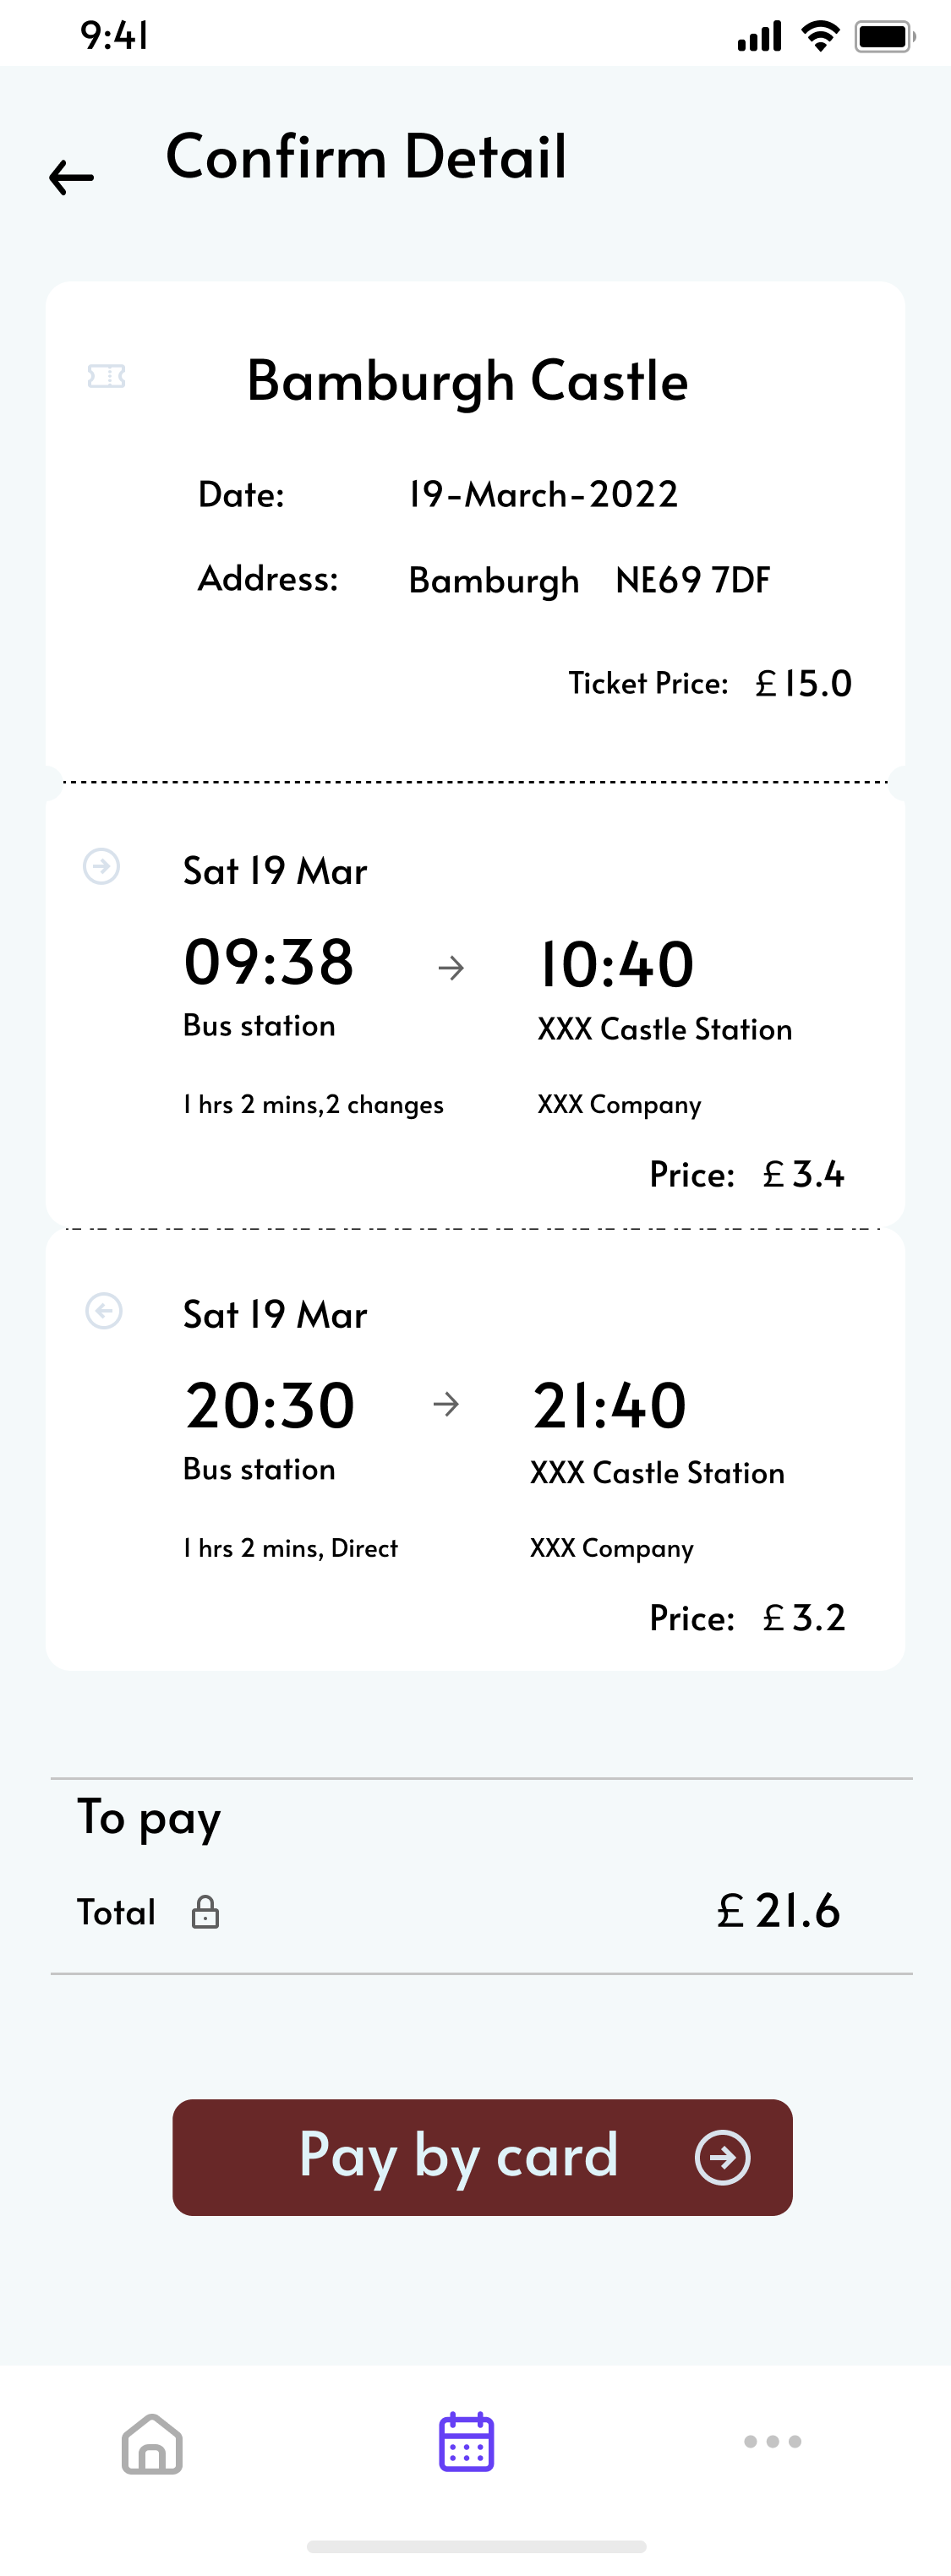 9:41
Confirm Detail
Bamburgh Castle
Date: 19-March-2022
Address: Bamburgh NE69 7DF
Ticket Price: £15.0
Sat 19 Mar
09:38 → 10:40
Bus station XXX Castle Station
1 hrs 2 mins,2 changes XXX Company
Price: £3.4
Sat 19 Mar
20:30 → 21:40
Bus station XXX Castle Station
1 hrs 2 mins, Direct XXX Company
Price: £3.2
To pay
Total £21.6
Pay by card